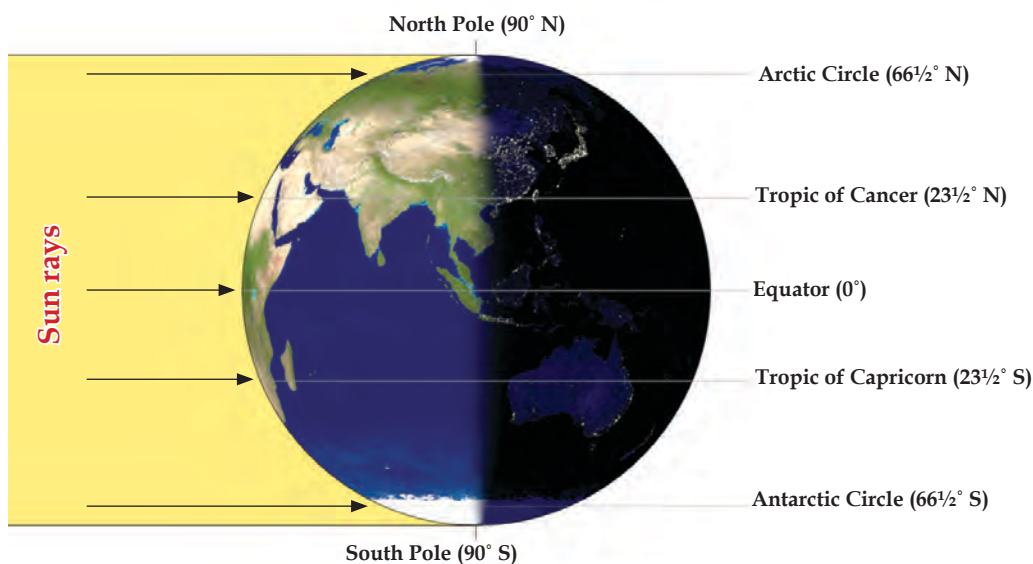 North Pole (90˚ N)
Arctic Circle (66½˚ N)
Tropic of Cancer (23½˚ N)
Sun rays
Equator (0˚)
Tropic of Capricorn (23½˚ S)
Antarctic Circle (66½˚ S)
South Pole (90˚ S)